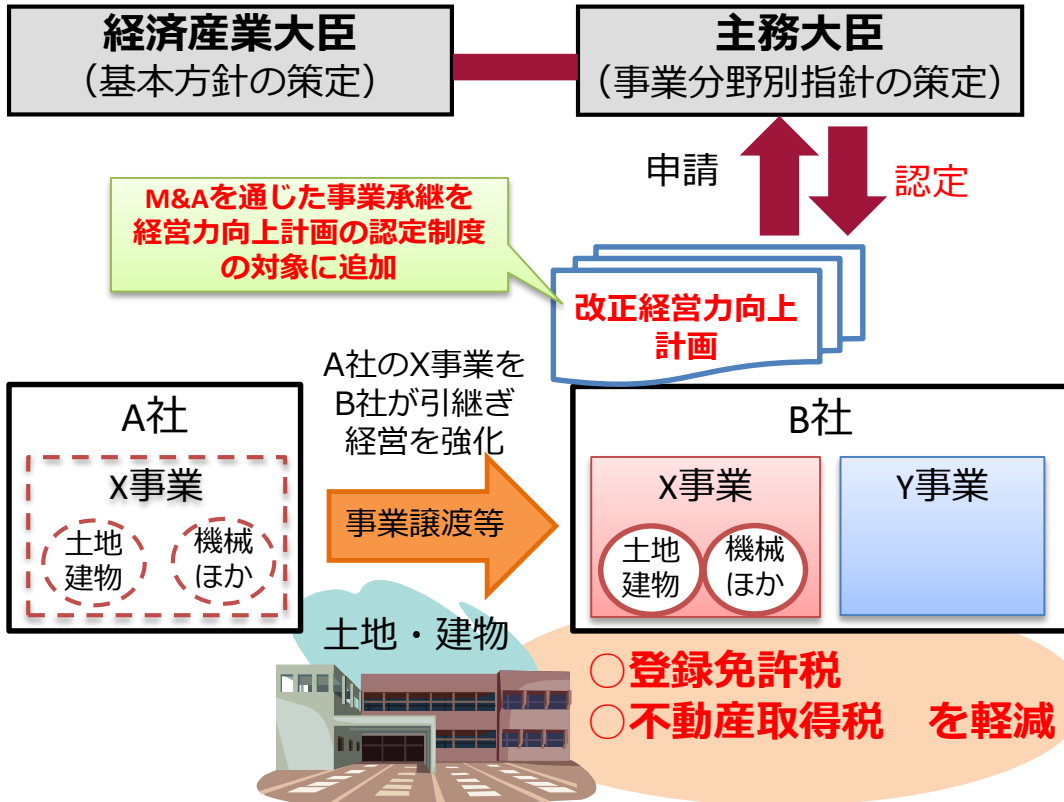 経済産業大臣
（基本方針の策定）
主務大臣
（事業分野別指針の策定）
申請
認定
M&Aを通じた事業承継を
経営力向上計画の認定制度
の対象に追加
改正経営力向上
計画
A社のX事業を
B社が引継ぎ
経営を強化
事業譲渡等
A社
X事業
土地
建物
機械
ほか
B社
X事業
土地
建物
機械
ほか
Y事業
土地・建物
○登録免許税
○不動産取得税　を軽減